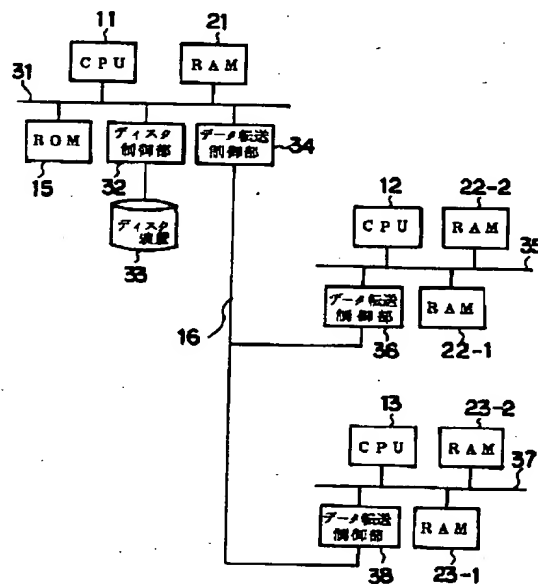 11
21
31
CPU
RAM
ROM
ディスク
制御部
データ転送
制御部
34
15
32
ディスク
装置
33
12
22-2
CPU
RAM
35
データ転送
制御部
RAM
16
36
22-1
13
23-2
CPU
RAM
37
データ転送
制御部
RAM
38
23-1